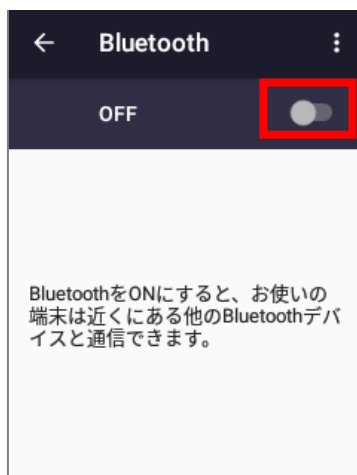 Bluetooth
OFF
BluetoothをONにすると、お使いの
端末は近くにある他のBluetoothデバ
イスと通信できます。